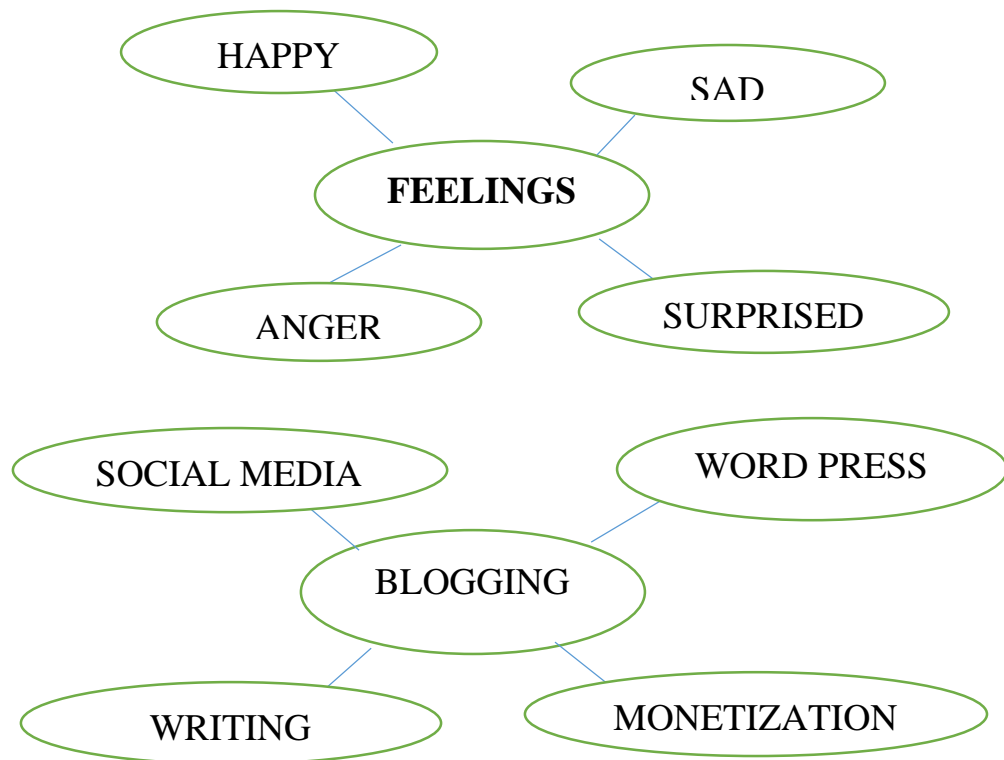 HAPPY
SAD
FEELINGS
ANGER
SURPRISED
SOCIAL MEDIA
WORD PRESS
BLOGGING
WRITING
MONETIZATION